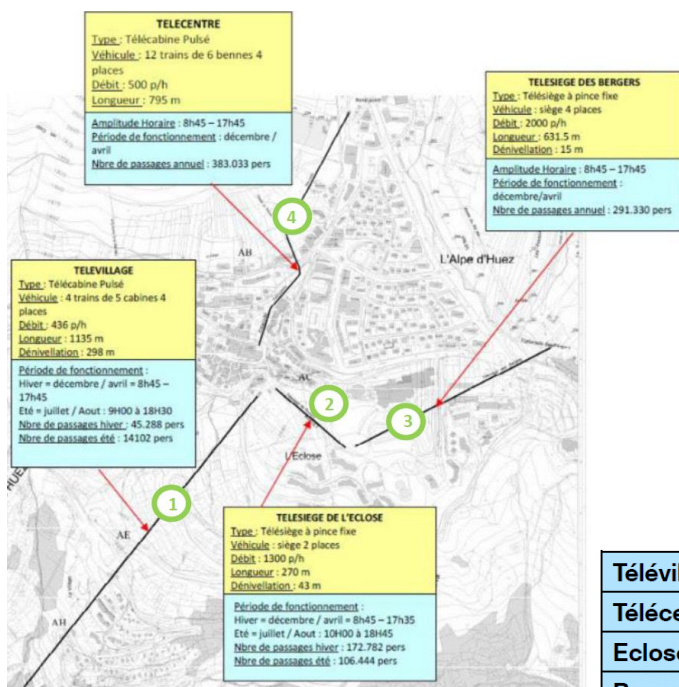 TELECENTRE
Type : Télécabine Pulsé
Véhicule : 12 trains de 6 bennes 4
places
Débit : 500 p/h
Longueur : 795 m
Amplitude Horaire : 8h45 – 17h45
Période de fonctionnement : décembre /
avril
Nbre de passages annuel : 383.033 pers
TELESIEGE DES BERGERS
Type : Télésiège à pince fixe
Véhicule : siège 4 places
Débit : 2000 p/h
Longueur : 631.5 m
Dénivellation : 15 m
Amplitude Horaire : 8h45 – 17h45
Période de fonctionnement :
décembre/avril
Nbre de passages annuel : 291.330 pers
4
AB
L'Alpe d'Huez
TELEVILLAGE
Type : Télécabine Pulsé
Véhicule : 4 trains de 5 cabines 4
places
Débit : 436 p/h
Longueur : 1135 m
Dénivellation : 298 m
Période de fonctionnement :
Hiver = décembre / avril = 8h45 –
17h45
Eté = juillet / Aout : 9H00 à 18H30
Nbre de passages hiver : 45.288 pers
Nbre de passages été : 14102 pers
AC
2
3
L'Eclose
HUEZ
1
AE
AH
TELESIEGE DE L'ECLOSE
Type : Télésiège à pince fixe
Véhicule : siège 2 places
Débit : 1300 p/h
Longueur : 270 m
Dénivellation : 43 m
Période de fonctionnement :
Hiver = décembre / avril = 8h45 – 17h35
Eté = juillet / Aout : 10H00 à 18H45
Nbre de passages hiver : 172.782 pers
Nbre de passages été : 106.444 pers
Télévil
Téléce
Eclose